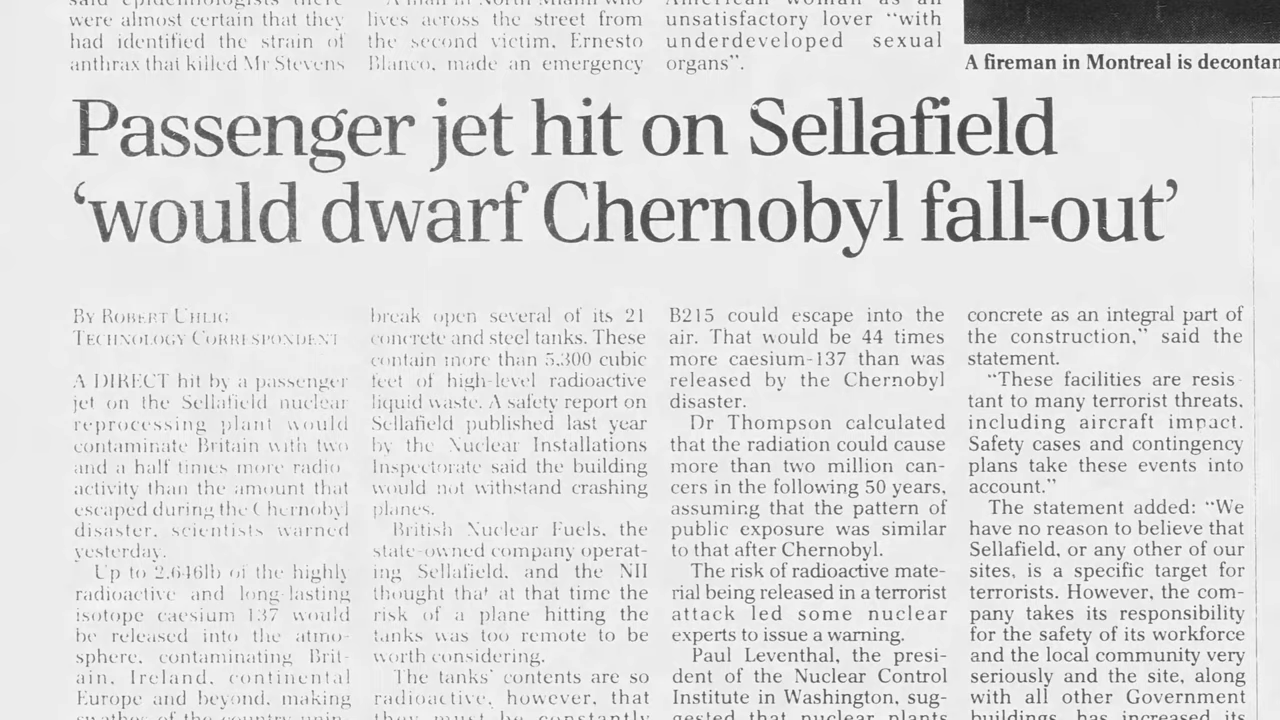 were almost certain that they
had identified the strain of
anthrax that killed Mr Stevens
lives across the street from
the second victim, Ernesto
Blanco, made an emergency
American woman as an
unsatisfactory lover “with
underdeveloped sexual
organs”.
A fireman in Montreal is decontan
Passenger jet hit on Sellafield
‘would dwarf Chernobyl fall-out’
By Robert Uhlig
Technology Correspondent
A DIRECT hit by a passenger
jet on the Sellafield nuclear
reprocessing plant would
contaminate Britain with two
and a half times more radio-
activity than the amount that
escaped during the Chernobyl
disaster, scientists warned
yesterday.
Up to 2,646lb of the highly
radioactive and long-lasting
isotope caesium 137 would
be released into the atmo-
sphere, contaminating Brit-
ain, Ireland, continental
Europe and beyond, making
swathes of the country unin-
break open several of its 21
concrete and steel tanks. These
contain more than 5,300 cubic
feet of high-level radioactive
liquid waste. A safety report on
Sellafield published last year
by the Nuclear Installations
Inspectorate said the building
would not withstand crashing
planes.
British Nuclear Fuels, the
state-owned company operat-
ing Sellafield, and the NII
thought that at that time the
risk of a plane hitting the
tanks was too remote to be
worth considering.
The tanks’ contents are so
radioactive, however, that
they must be constantly
B215 could escape into the
air. That would be 44 times
more caesium-137 than was
released by the Chernobyl
disaster.
Dr Thompson calculated
that the radiation could cause
more than two million can-
cers in the following 50 years,
assuming that the pattern of
public exposure was similar
to that after Chernobyl.
The risk of radioactive mate-
rial being released in a terrorist
attack led some nuclear
experts to issue a warning.
Paul Leventhal, the presi-
dent of the Nuclear Control
Institute in Washington, sug-
gested that nuclear plants
concrete as an integral part of
the construction,” said the
statement.
“These facilities are resis-
tant to many terrorist threats,
including aircraft impact.
Safety cases and contingency
plans take these events into
account.”
The statement added: “We
have no reason to believe that
Sellafield, or any other of our
sites, is a specific target for
terrorists. However, the com-
pany takes its responsibility
for the safety of its workforce
and the local community very
seriously and the site, along
with all other Government
buildings, has increased its